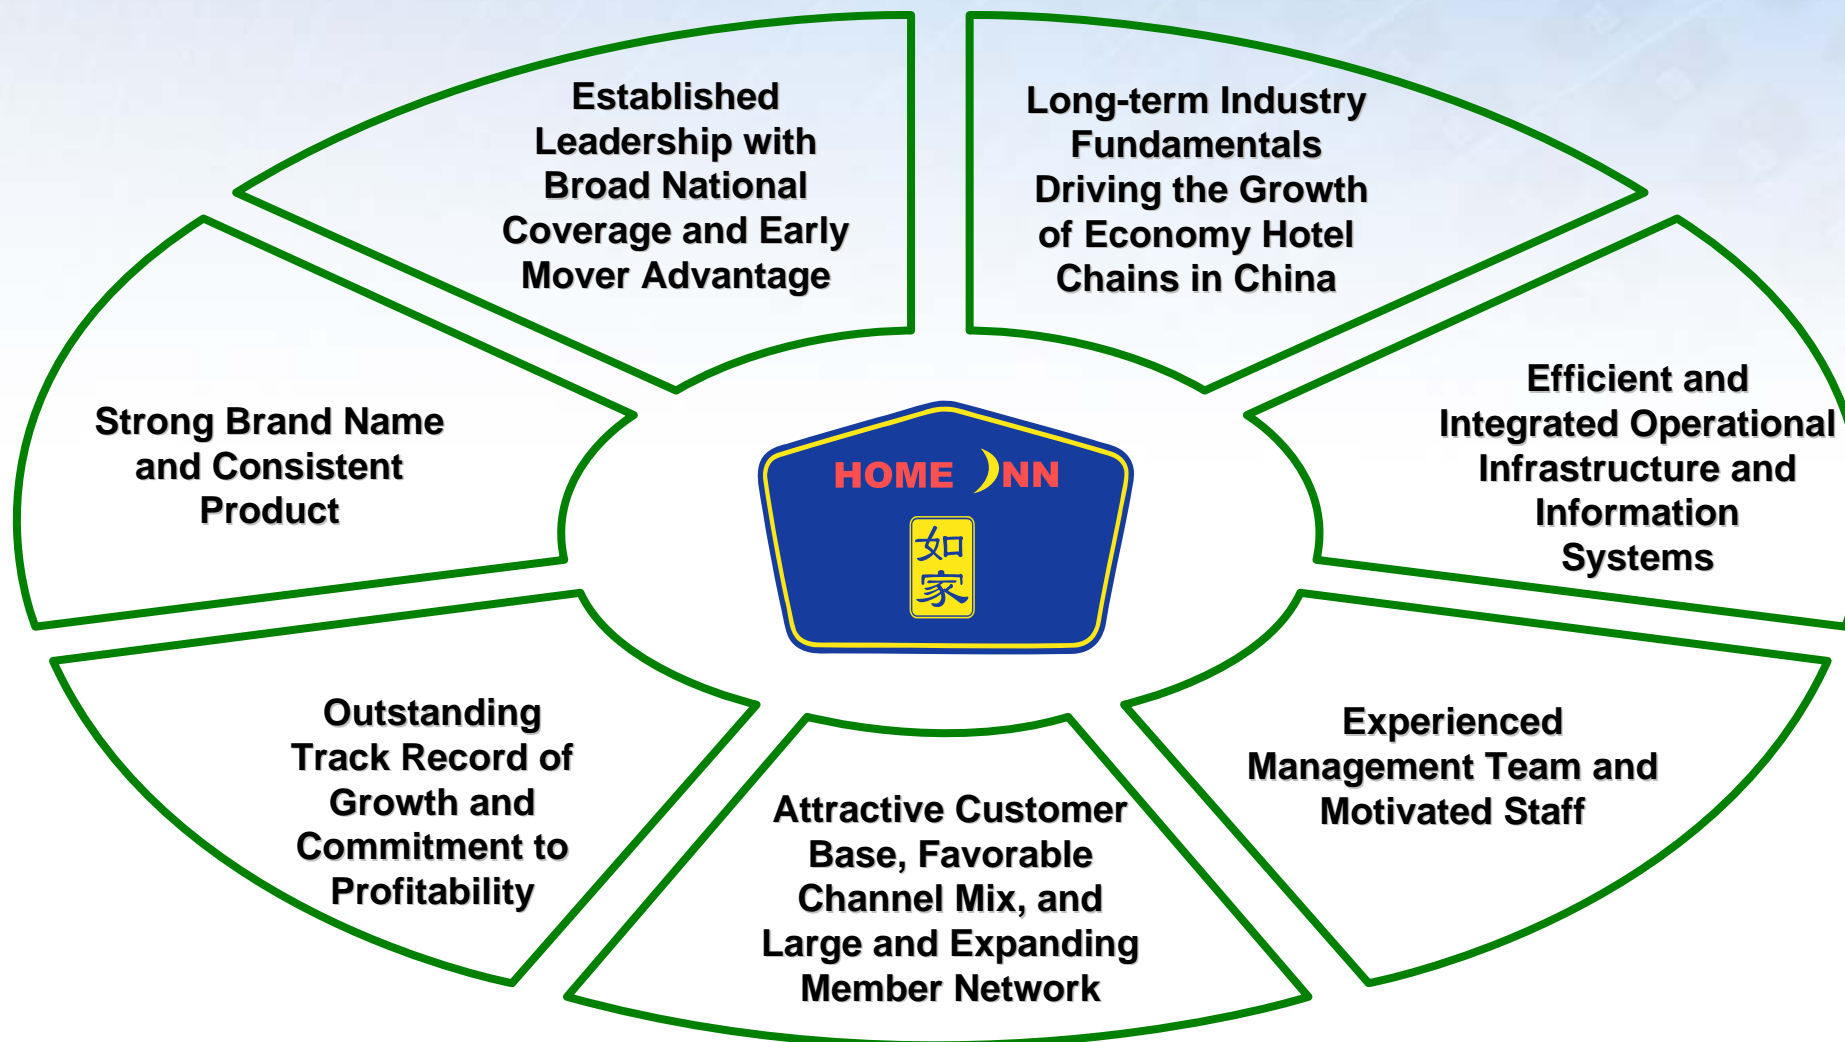 Established
Leadership with
Broad National
Coverage and Early
Mover Advantage
Long-term Industry
Fundamentals
Driving the Growth
of Economy Hotel
Chains in China
Strong Brand Name
and Consistent
Product
HOME INN
如
家
Efficient and
Integrated Operational
Infrastructure and
Information
Systems
Outstanding
Track Record of
Growth and
Commitment to
Profitability
Attractive Customer
Base, Favorable
Channel Mix, and
Large and Expanding
Member Network
Experienced
Management Team and
Motivated Staff